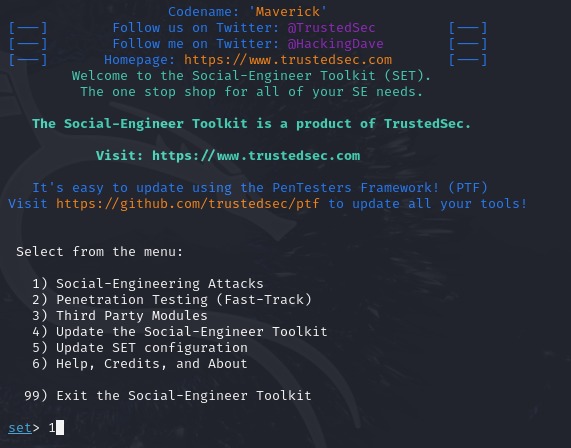 Codename: 'Maverick'
[---] Follow us on Twitter: @TrustedSec [---]
[---] Follow me on Twitter: @HackingDave [---]
[---] Homepage: https://www.trustedsec.com [---]
Welcome to the Social-Engineer Toolkit (SET).
The one stop shop for all of your SE needs.
The Social-Engineer Toolkit is a product of TrustedSec.
Visit: https://www.trustedsec.com
It's easy to update using the PenTesters Framework! (PTF)
Visit https://github.com/trustedsec/ptf to update all your tools!
Select from the menu:
1) Social-Engineering Attacks
2) Penetration Testing (Fast-Track)
3) Third Party Modules
4) Update the Social-Engineer Toolkit
5) Update SET configuration
6) Help, Credits, and About
99) Exit the Social-Engineer Toolkit
set> 1